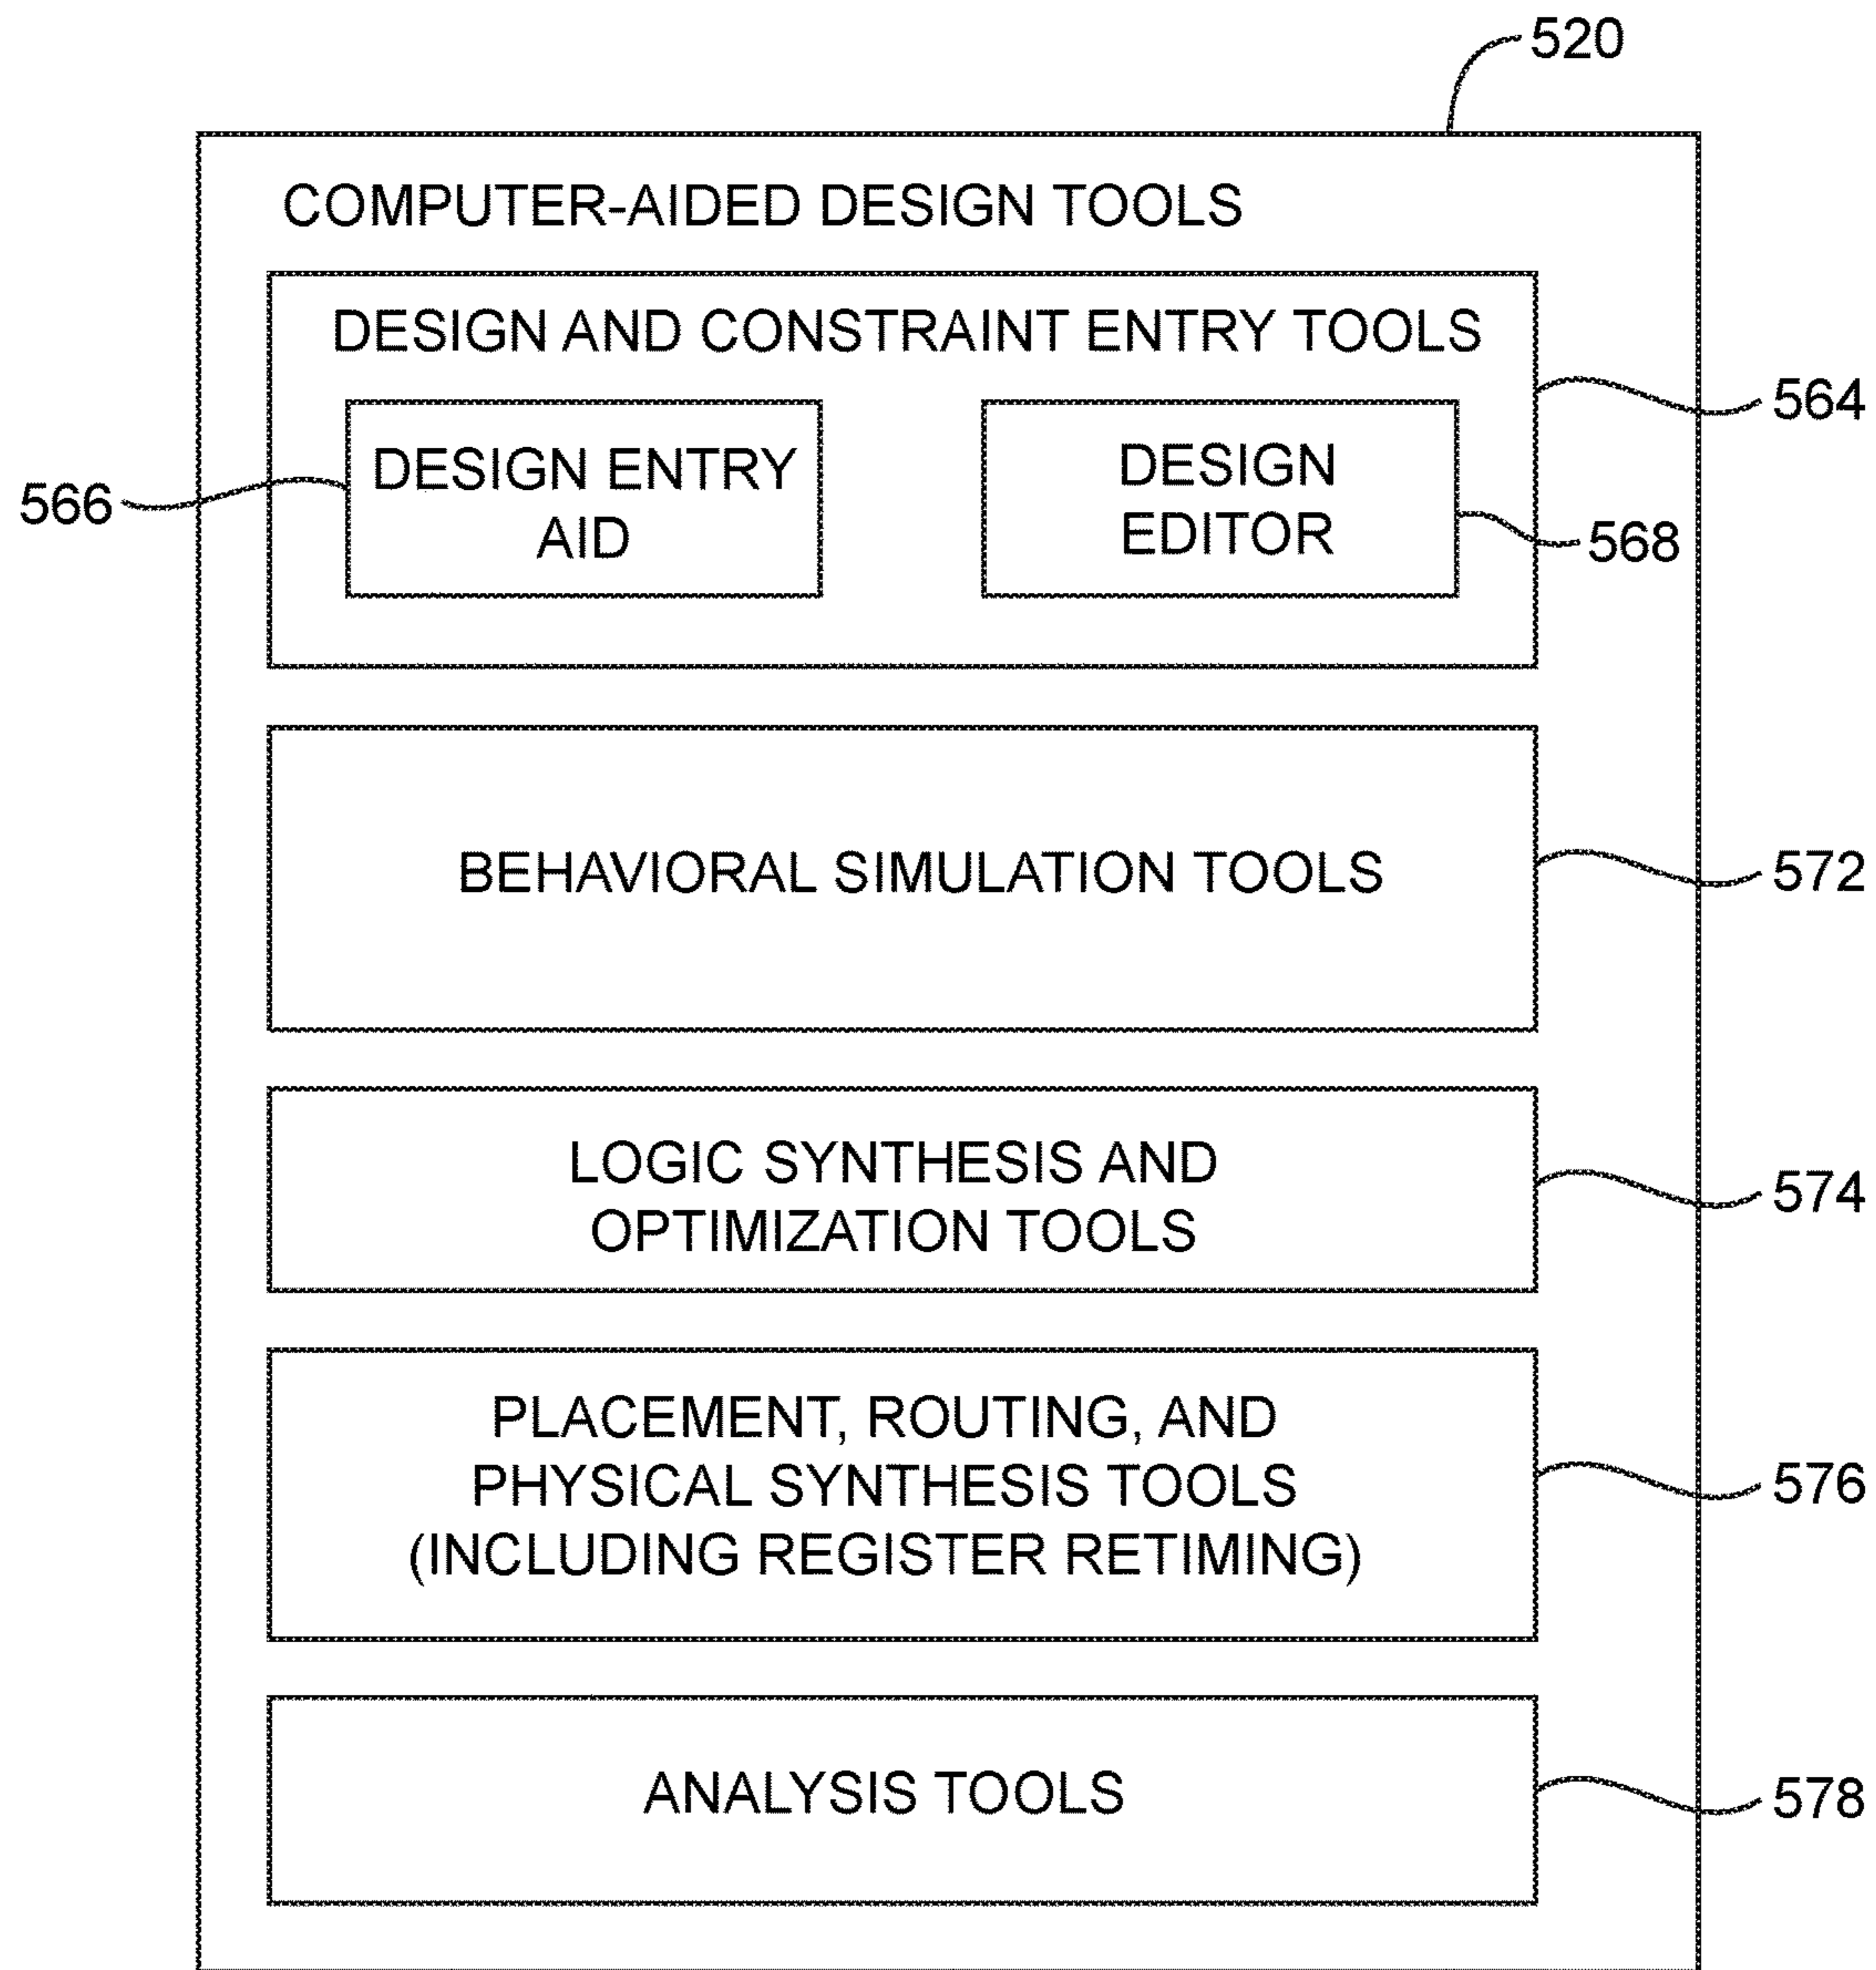 520
COMPUTER-AIDED DESIGN TOOLS
DESIGN AND CONSTRAINT ENTRY TOOLS
564
566
DESIGN ENTRY
AID
DESIGN
EDITOR
568
BEHAVIORAL SIMULATION TOOLS
572
LOGIC SYNTHESIS AND
OPTIMIZATION TOOLS
574
PLACEMENT, ROUTING, AND
PHYSICAL SYNTHESIS TOOLS
(INCLUDING REGISTER RETIMING)
576
ANALYSIS TOOLS
578